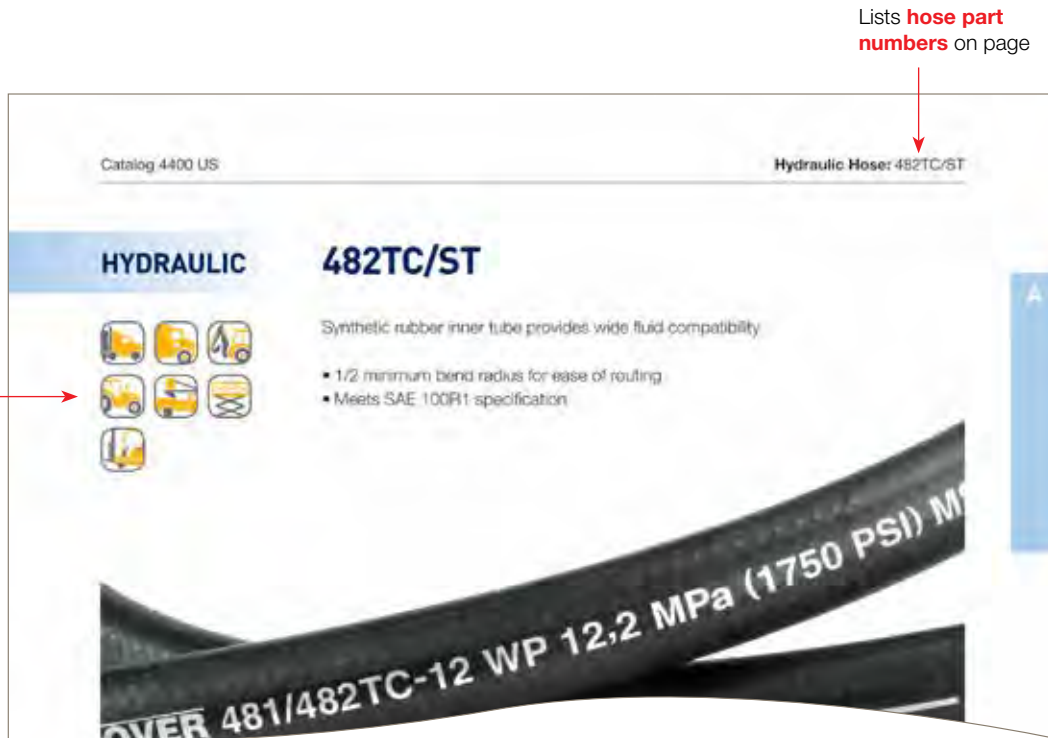 Lists hose part
numbers on page
Catalog 4400 US
Hydraulic Hose: 482TC/ST
HYDRAULIC
482TC/ST
A
Synthetic rubber inner tube provides wide fluid compatibility
▪ 1/2 minimum bend radius for ease of routing
▪ Meets SAE 100R1 specification
OVER 481/482TC-12 WP 12,2 MPa (1750 PSI)